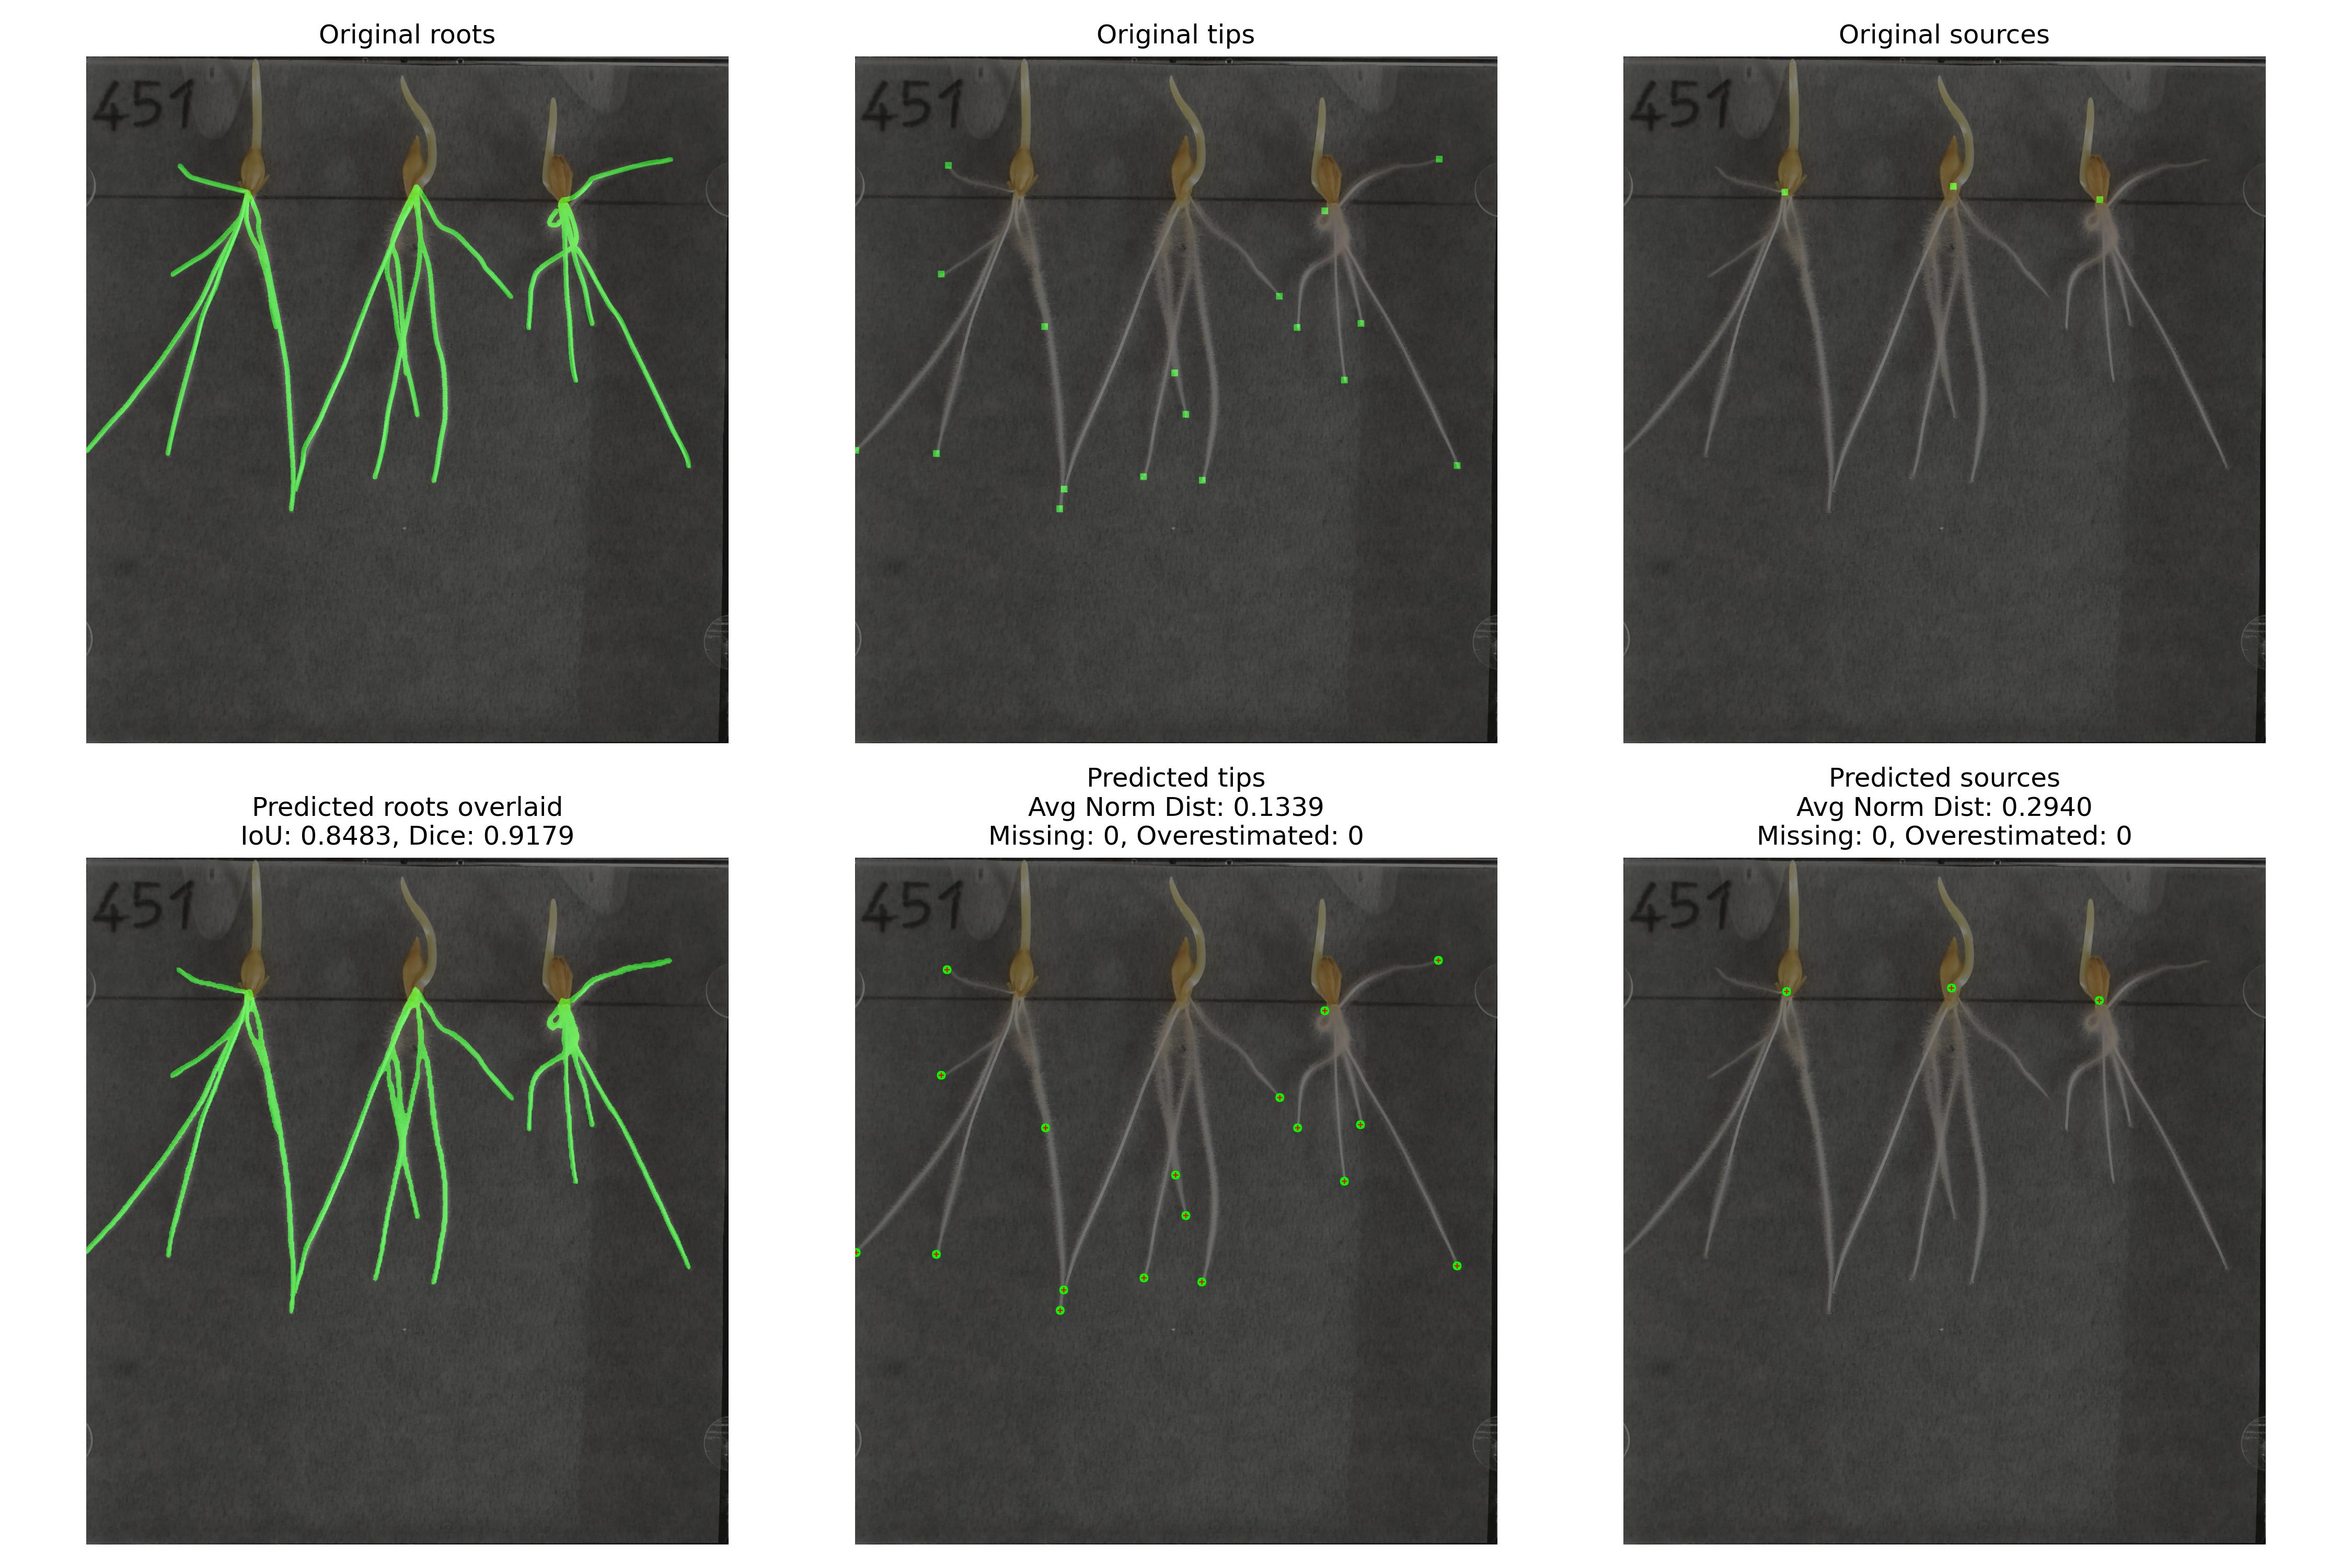 Original roots
Original tips
Original sources
451
451
451
Predicted roots overlaid
IoU: 0.8483, Dice: 0.9179
Predicted tips
Avg Norm Dist: 0.1339
Missing: 0, Overestimated: 0
Predicted sources
Avg Norm Dist: 0.2940
Missing: 0, Overestimated: 0
451
451
451